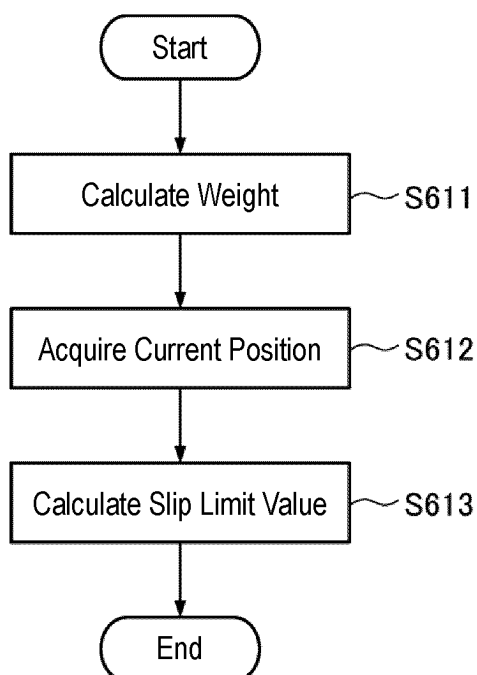 Start
Calculate Weight
S611
Acquire Current Position
S612
Calculate Slip Limit Value
S613
End